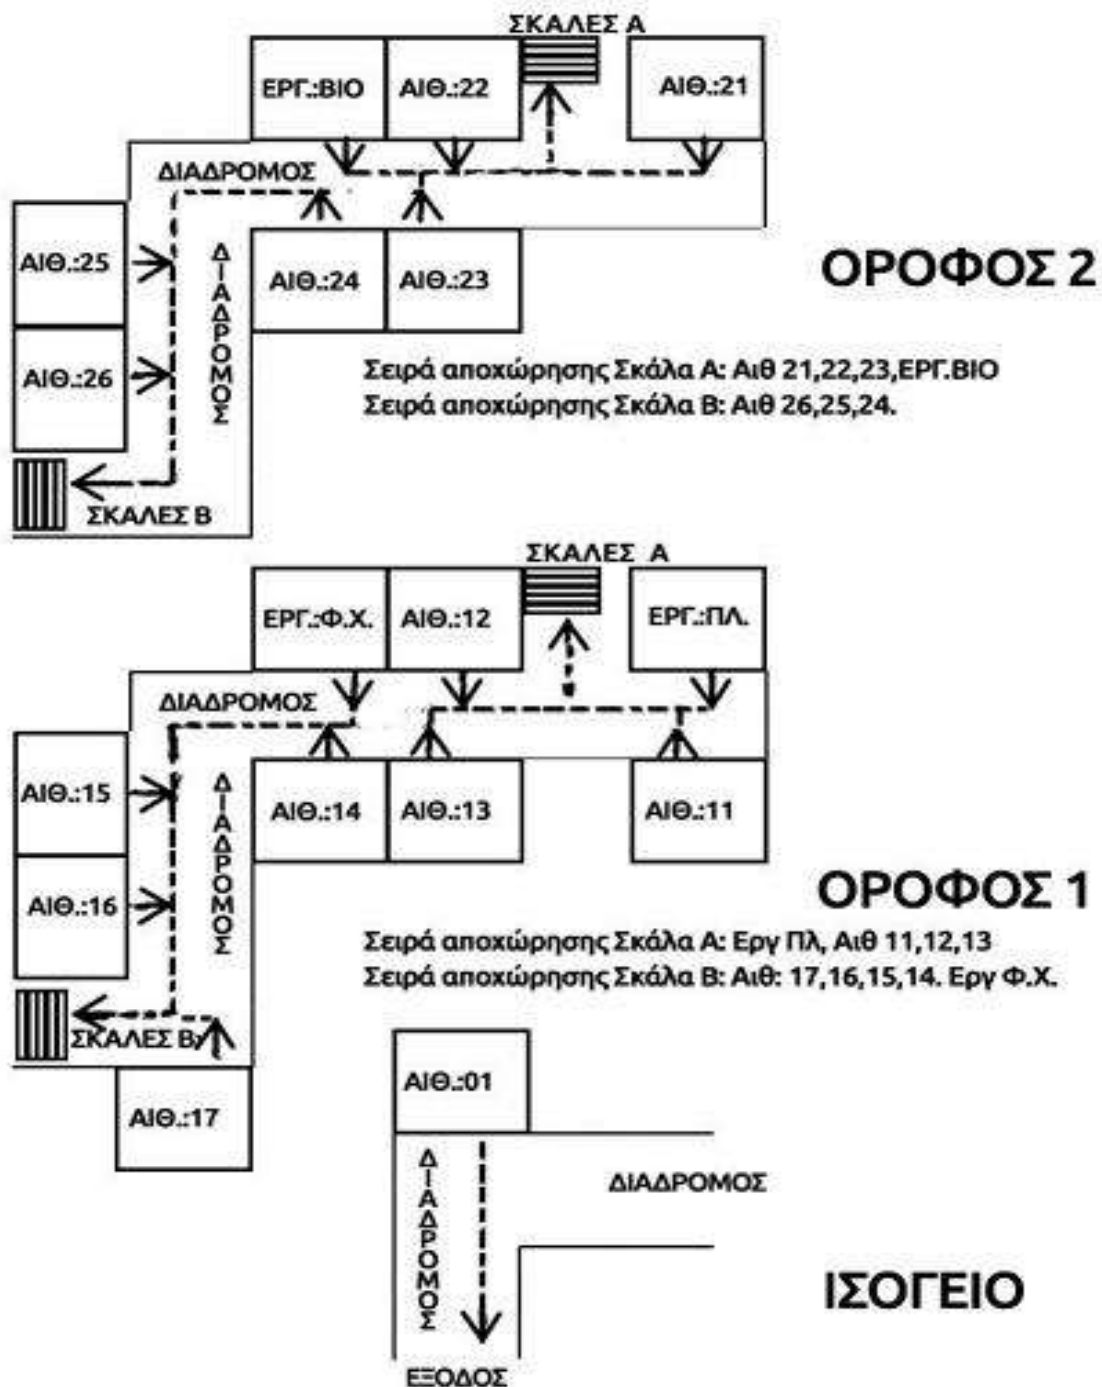 ΣΚΑΛΕΣ Α
ΕΡΓ.:ΒΙΟ
ΑΙΘ.:22
ΑΙΘ.:21
ΔΙΑΔΡΟΜΟΣ
ΑΙΘ.:25
ΔΙΑΔΡΟΜΟΣ
ΑΙΘ.:24
ΑΙΘ.:23
ΟΡΟΦΟΣ 2
ΑΙΘ.:26
Σειρά αποχώρησης Σκάλα Α: Αιθ 21,22,23,ΕΡΓ.ΒΙΟ
Σειρά αποχώρησης Σκάλα Β: Αιθ 26,25,24.
ΣΚΑΛΕΣ Β
ΣΚΑΛΕΣ Α
ΕΡΓ.:Φ.Χ.
ΑΙΘ.:12
ΕΡΓ.:ΠΛ.
ΔΙΑΔΡΟΜΟΣ
ΑΙΘ.:15
ΔΙΑΔΡΟΜΟΣ
ΑΙΘ.:14
ΑΙΘ.:13
ΑΙΘ.:11
ΑΙΘ.:16
ΟΡΟΦΟΣ 1
Σειρά αποχώρησης Σκάλα Α: Εργ Πλ, Αιθ 11,12,13
Σειρά αποχώρησης Σκάλα Β: Αιθ: 17,16,15,14. Εργ Φ.Χ.
ΣΚΑΛΕΣ Β
ΑΙΘ.:17
ΑΙΘ.:01
ΔΙΑΔΡΟΜΟΣ
ΔΙΑΔΡΟΜΟΣ
ΙΣΟΓΕΙΟ
ΕΞΟΔΟΣ